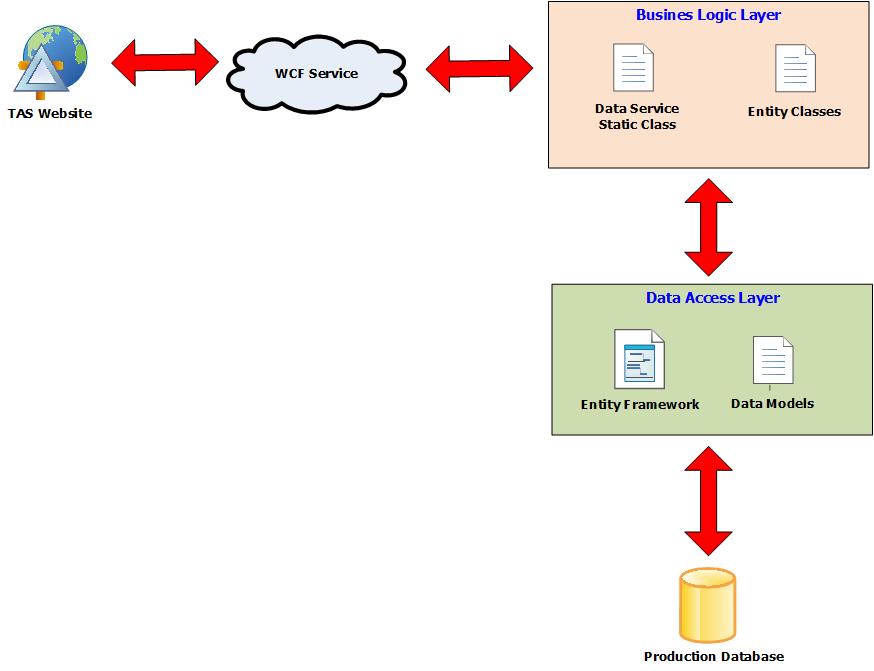 Busines Logic Layer
WCF Service
TAS Website
Data Service
Static Class
Entity Classes
Data Access Layer
Entity Framework
Data Models
Production Database